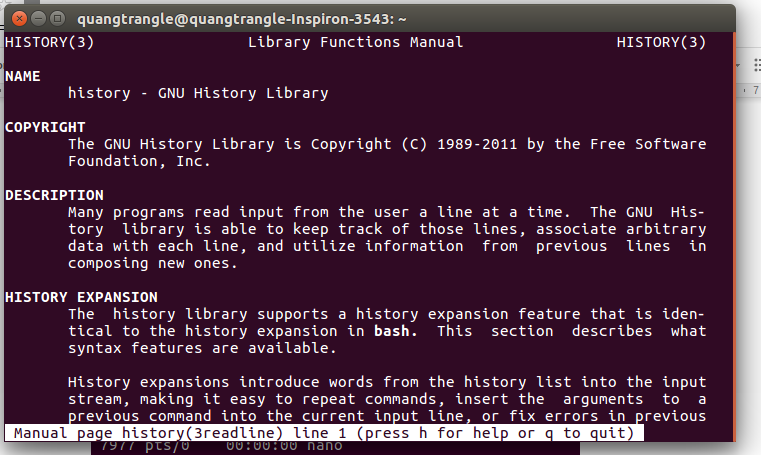 quangtrangle@quangtrangle-Inspiron-3543: ~
HISTORY(3) Library Functions Manual HISTORY(3)
NAME
history - GNU History Library
COPYRIGHT
The GNU History Library is Copyright (C) 1989-2011 by the Free Software
Foundation, Inc.
DESCRIPTION
Many programs read input from the user a line at a time. The GNU His-
tory library is able to keep track of those lines, associate arbitrary
data with each line, and utilize information from previous lines in
composing new ones.
HISTORY EXPANSION
The history library supports a history expansion feature that is iden-
tical to the history expansion in bash. This section describes what
syntax features are available.
History expansions introduce words from the history list into the input
stream, making it easy to repeat commands, insert the arguments to a
previous command into the current input line, or fix errors in previous
Manual page history(3readline) line 1 (press h for help or q to quit)
7977 pts/0 00:00:00 nano
7